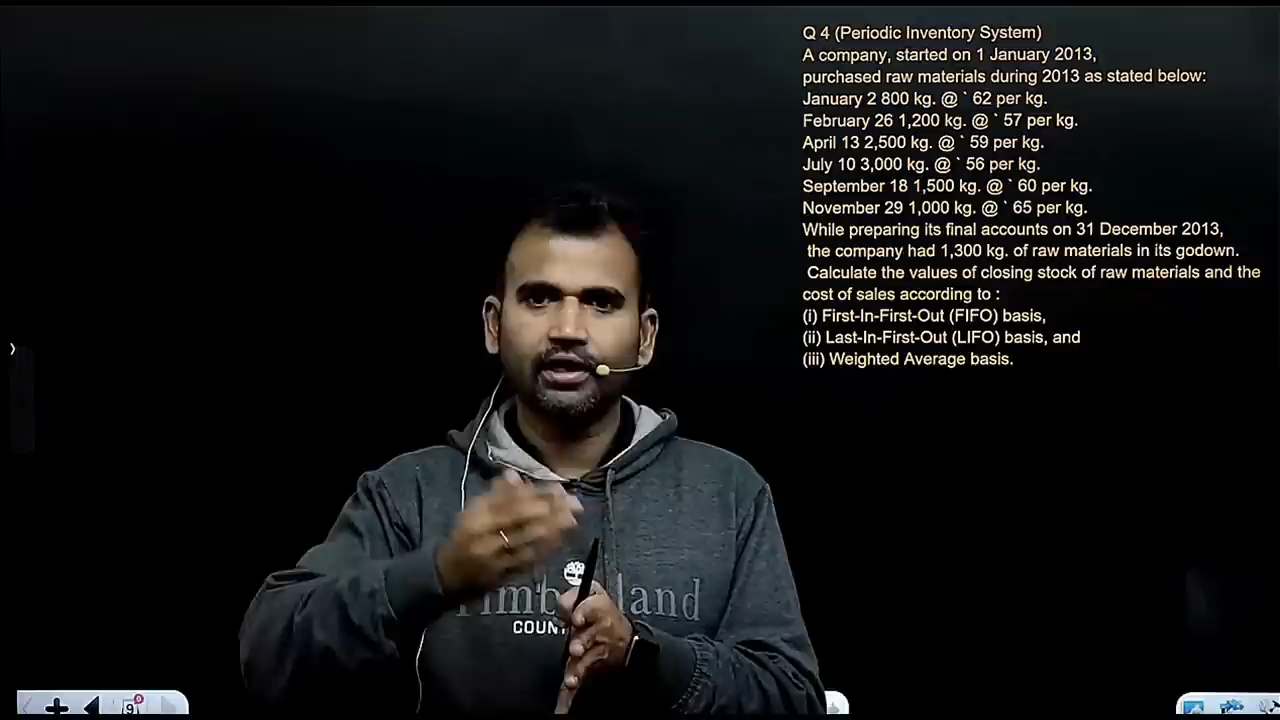 Q 4 (Periodic Inventory System)
A company, started on 1 January 2013,
purchased raw materials during 2013 as stated below:
January 2 800 kg. @ ` 62 per kg.
February 26 1,200 kg. @ ` 57 per kg.
April 13 2,500 kg. @ ` 59 per kg.
July 10 3,000 kg. @ ` 56 per kg.
September 18 1,500 kg. @ ` 60 per kg.
November 29 1,000 kg. @ ` 65 per kg.
While preparing its final accounts on 31 December 2013,
the company had 1,300 kg. of raw materials in its godown.
Calculate the values of closing stock of raw materials and the
cost of sales according to :
(i) First-In-First-Out (FIFO) basis,
(ii) Last-In-First-Out (LIFO) basis, and
(iii) Weighted Average basis.